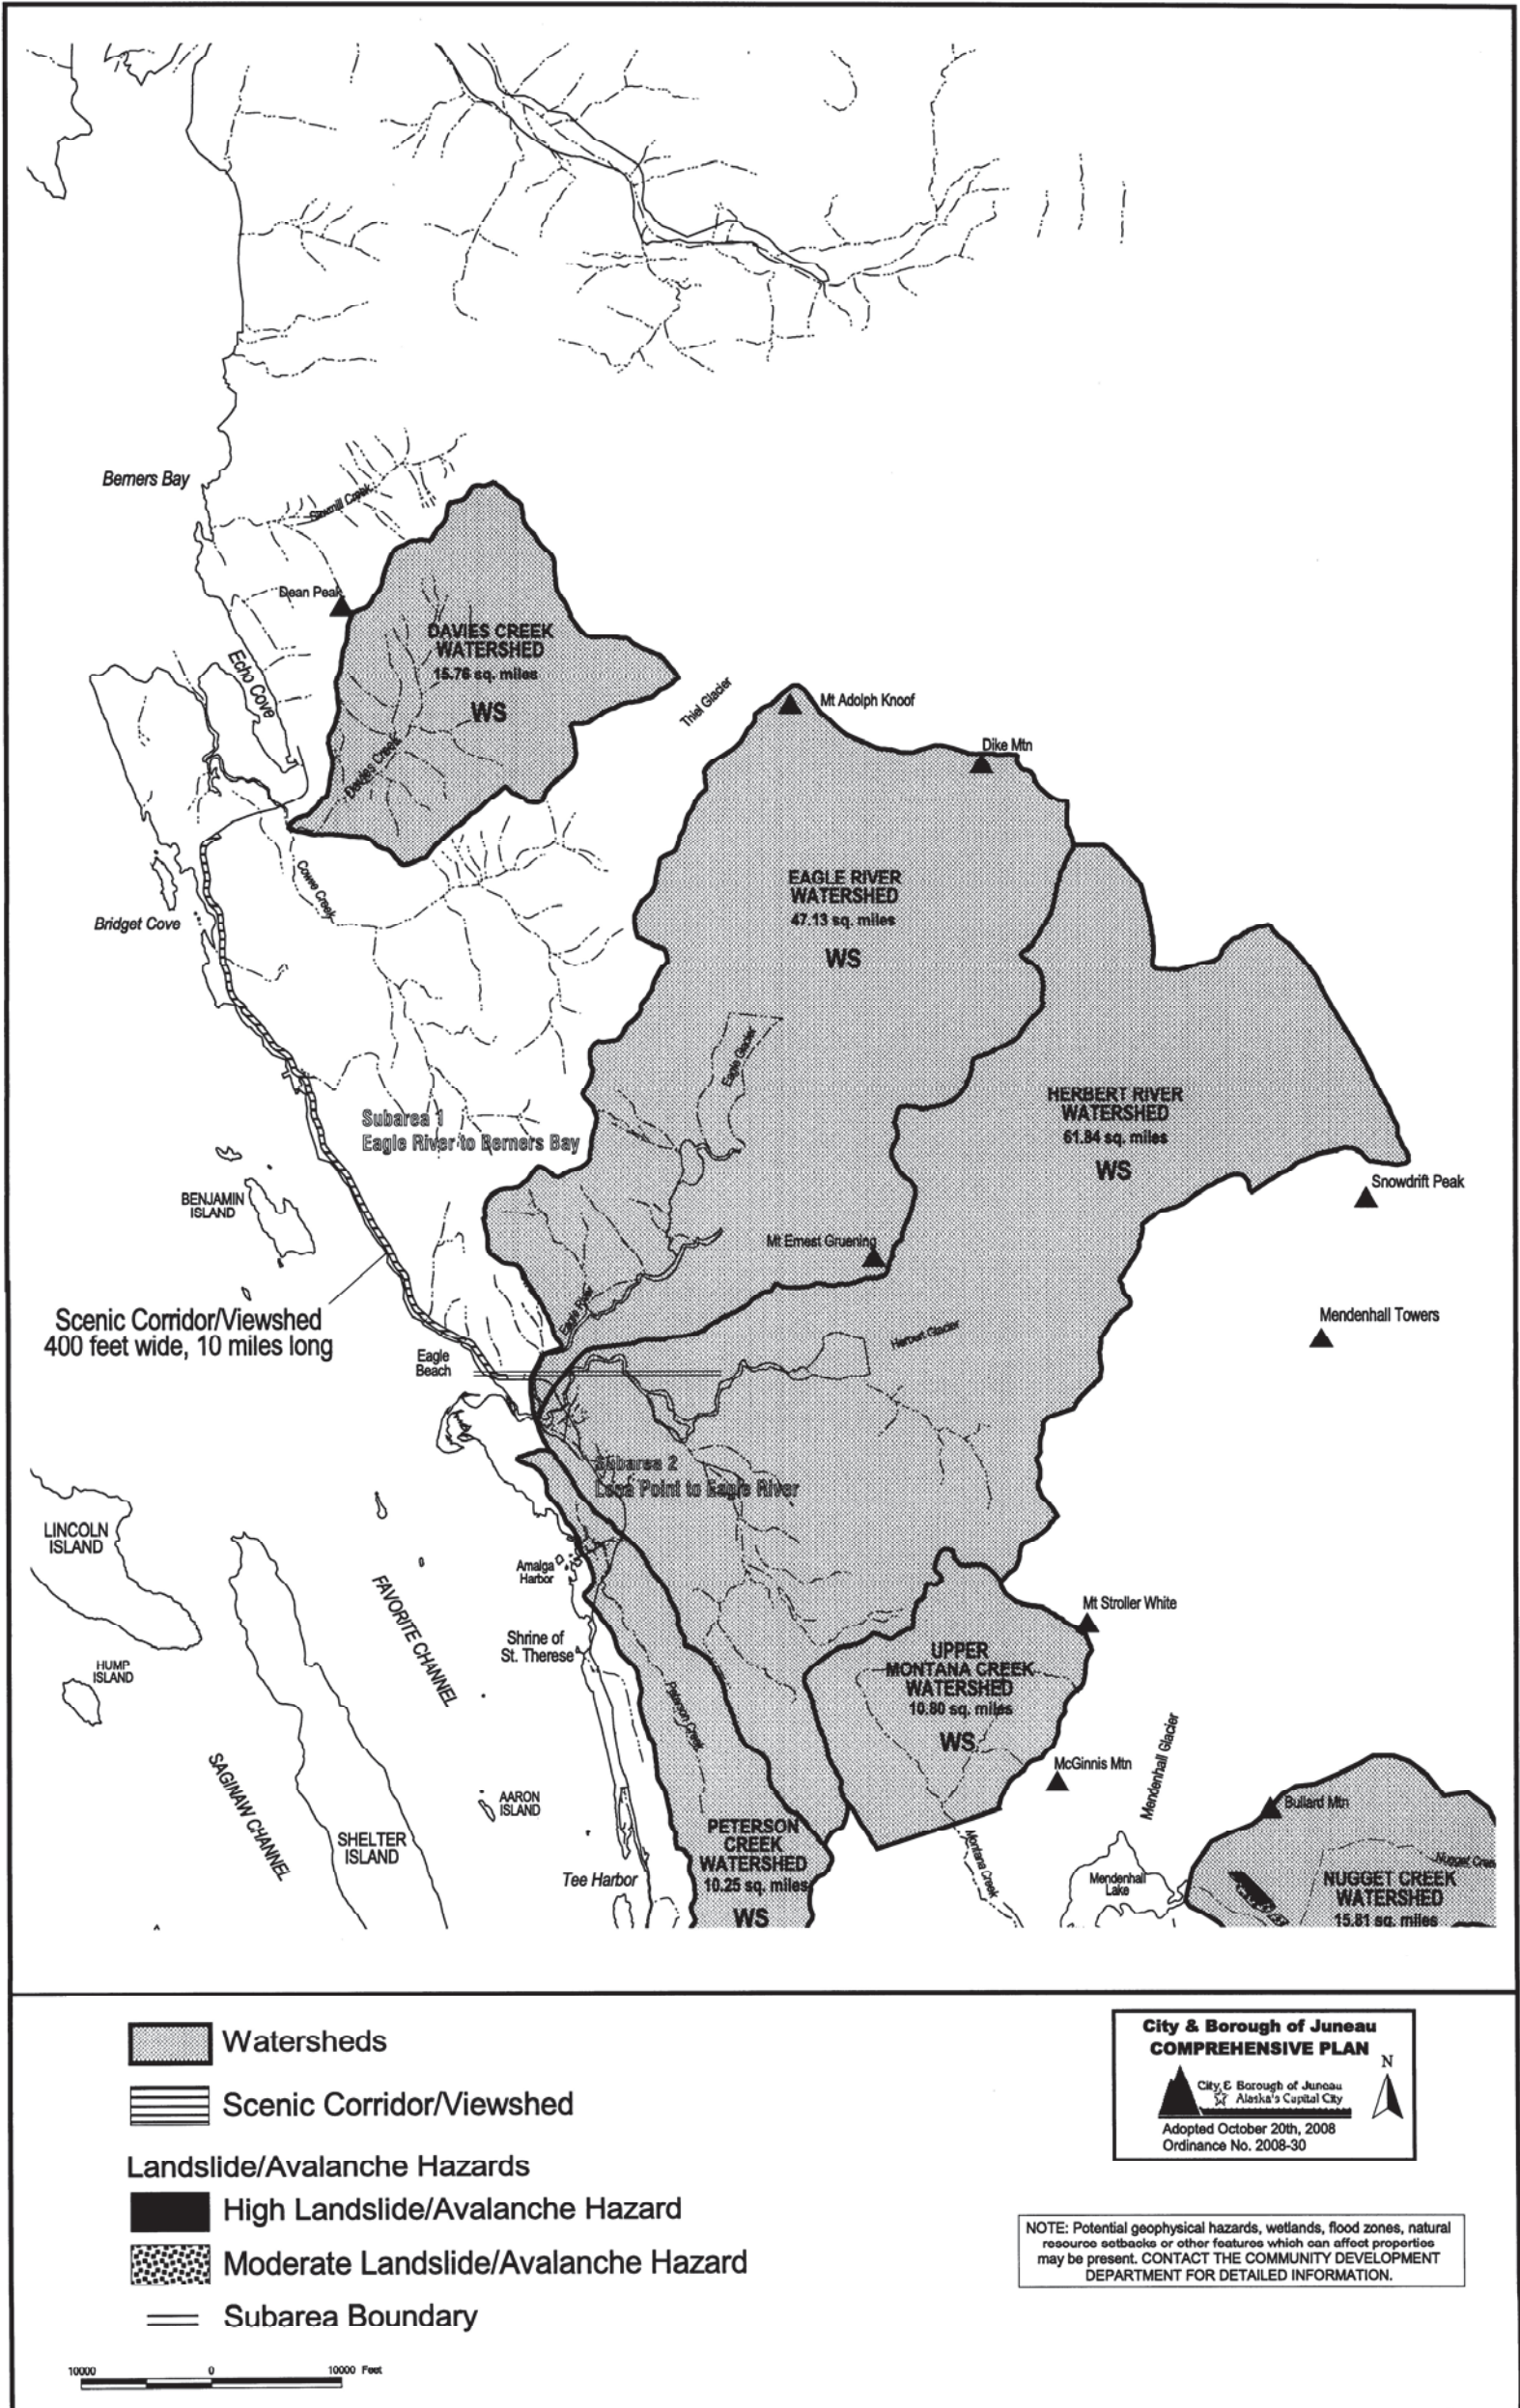 Berners Bay
Sawmill Creek
Dean Peak
DAVIES CREEK
WATERSHED
15.76 sq. miles
WS
Echo Cove
Davies Creek
Thiel Glacier
Mt Adolph Knoof
Dike Mtn
Cowee Creek
Bridget Cove
EAGLE RIVER
WATERSHED
47.13 sq. miles
WS
Eagle Glacier
HERBERT RIVER
WATERSHED
61.84 sq. miles
WS
Subarea 1
Eagle River to Berners Bay
Snowdrift Peak
BENJAMIN
ISLAND
Mt Ernest Gruening
Eagle River
Scenic Corridor/Viewshed
400 feet wide, 10 miles long
Mendenhall Towers
Herbert Glacier
Eagle
Beach
Subarea 2
Lena Point to Eagle River
LINCOLN
ISLAND
Amalga
Harbor
FAVORITE CHANNEL
Mt Stroller White
Shrine of
St. Therese
HUMP
ISLAND
UPPER
MONTANA CREEK
WATERSHED
10.80 sq. miles
WS
Peterson Creek
McGinnis Mtn
Mendenhall Glacier
SAGINAW CHANNEL
AARON
ISLAND
Bullard Mtn
SHELTER
ISLAND
PETERSON
CREEK
WATERSHED
10.25 sq. miles
WS
Tee Harbor
Montana Creek
Mendenhall
Lake
Nugget Creek
NUGGET CREEK
WATERSHED
15.81 sq. miles
Watersheds
Scenic Corridor/Viewshed
Landslide/Avalanche Hazards
High Landslide/Avalanche Hazard
Moderate Landslide/Avalanche Hazard
Subarea Boundary
10000 0 10000 Feet
City & Borough of Juneau
COMPREHENSIVE PLAN
N
City & Borough of Juneau
Alaska's Capital City
Adopted October 20th, 2008
Ordinance No. 2008-30
NOTE: Potential geophysical hazards, wetlands, flood zones, natural
resource setbacks or other features which can affect properties
may be present. CONTACT THE COMMUNITY DEVELOPMENT
DEPARTMENT FOR DETAILED INFORMATION.